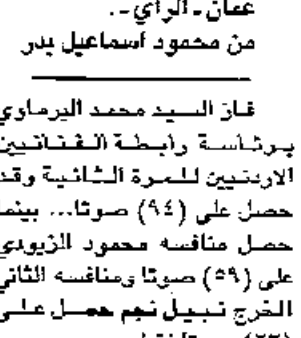 عمان ـ الرأي ـ.
من محمود اسماعيل بدر
فاز السيد محمد البرماوي
برئاسة رابطة الفنانين
الاردنيين للمرة الثانية وقد
حصل على (٩٤) صوتا... بينما
حصل منافسه محمود الزيودي
على (٥٩) صوتا ومنافسه الثاني
المخرج نبيل نجم حصل على